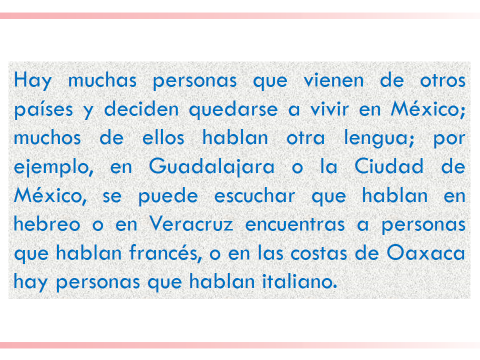 Hay muchas personas que vienen de otros
países y deciden quedarse a vivir en México;
muchos de ellos hablan otra lengua; por
ejemplo, en Guadalajara o la Ciudad de
México, se puede escuchar que hablan en
hebreo o en Veracruz encuentras a personas
que hablan francés, o en las costas de Oaxaca
hay personas que hablan italiano.